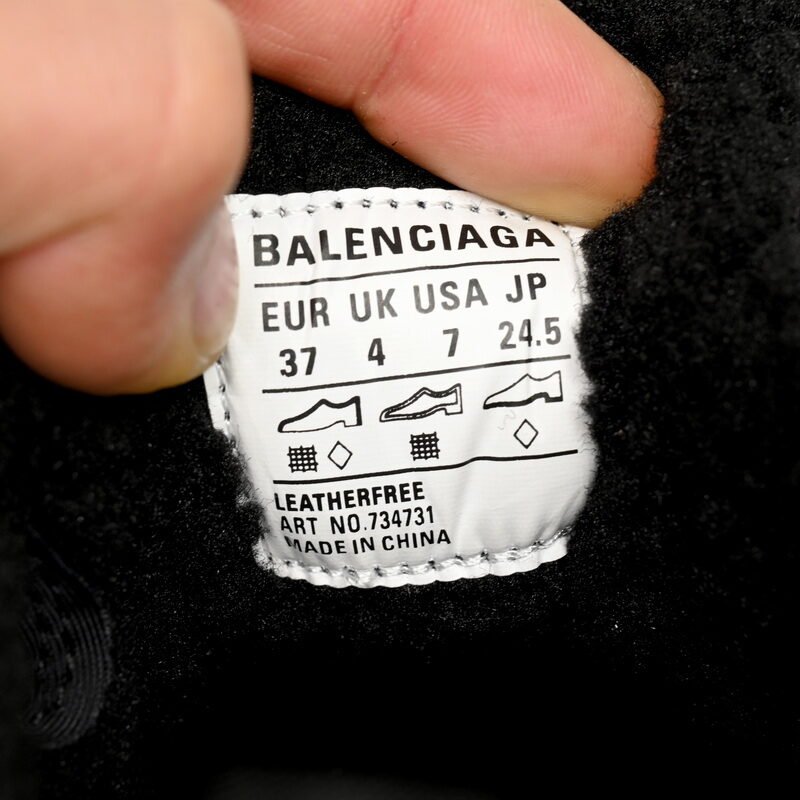 BALENCIAGA
EUR UK USA JP
37 4 7 24.5
LEATHERFREE
ART NO.734731
MADE IN CHINA